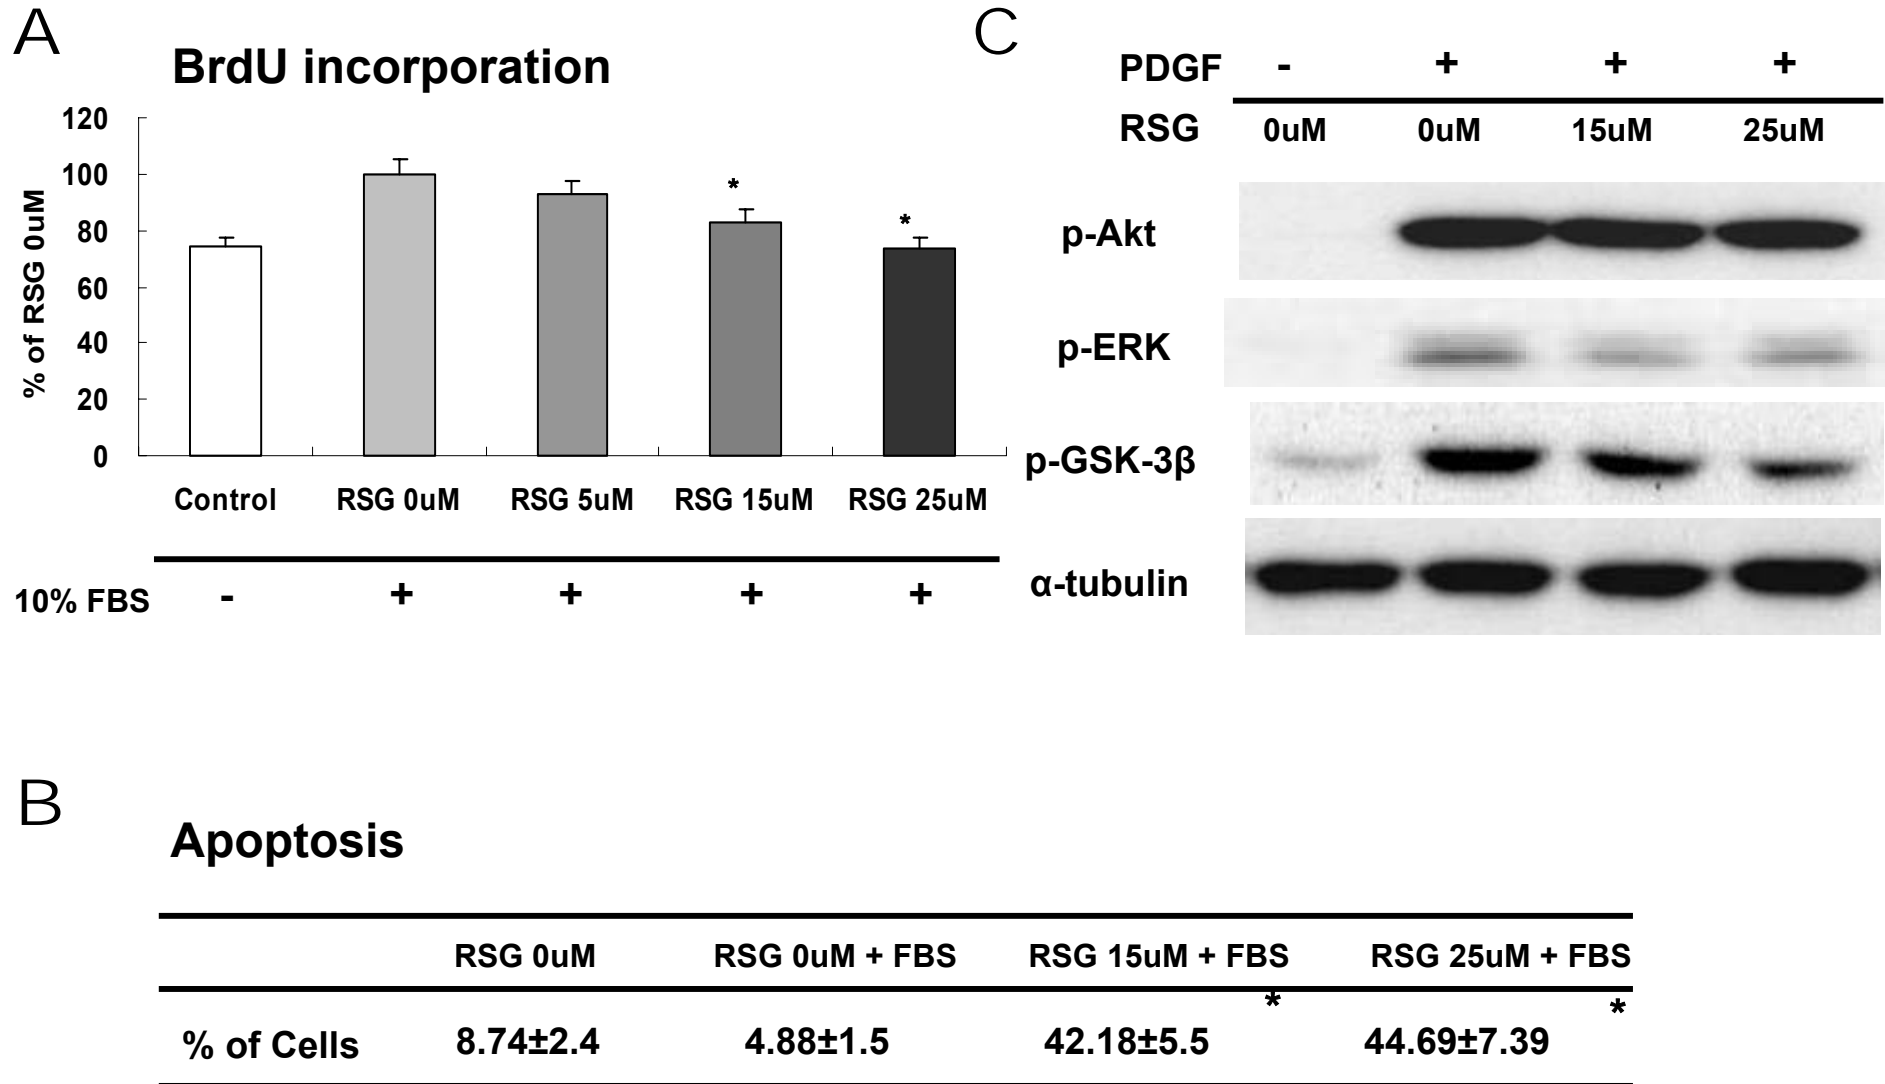 A
BrdU incorporation
% of RSG 0uM
120
100
80
60
40
20
0
*
*
Control RSG 0uM RSG 5uM RSG 15uM RSG 25uM
10% FBS - + + + +
C
PDGF - + + +
RSG 0uM 0uM 15uM 25uM
p-Akt
p-ERK
p-GSK-3β
α-tubulin
B
Apoptosis
RSG 0uM RSG 0uM + FBS RSG 15uM + FBS RSG 25uM + FBS
* *
% of Cells 8.74±2.4 4.88±1.5 42.18±5.5 44.69±7.39